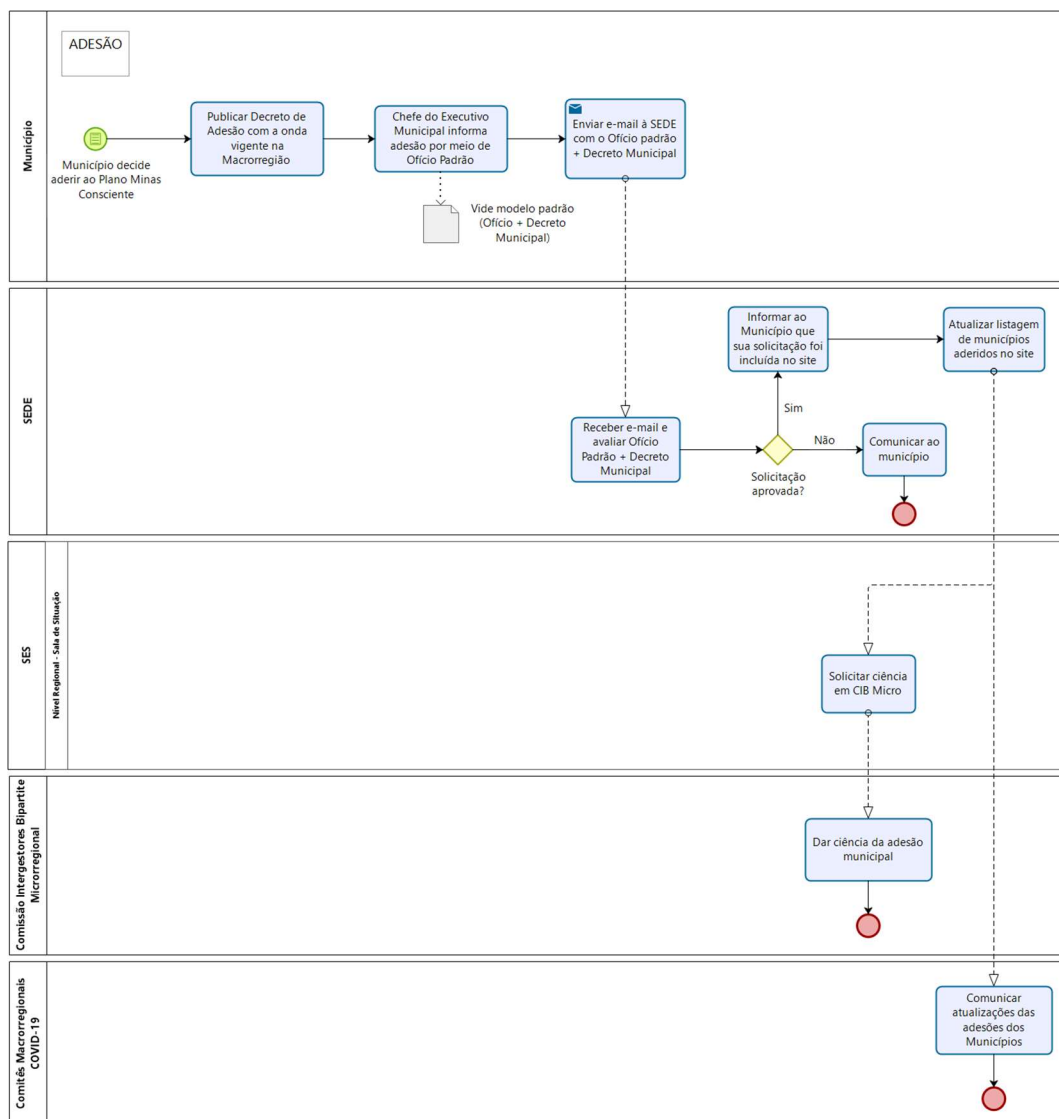 ADESÃO
Município
Município decide
aderir ao Plano Minas
Consciente
Publicar Decreto de
Adesão com a onda
vigente na
Macrorregião
Chefe do Executivo
Municipal informa
adesão por meio de
Ofício Padrão
Vide modelo padrão
(Ofício + Decreto
Municipal)
Enviar e-mail à SEDE
com o Ofício padrão
+ Decreto Municipal
SEDE
Receber e-mail e
avaliar Ofício
Padrão + Decreto
Municipal
Solicitação
aprovada?
Sim
Informar ao
Município que
sua solicitação foi
incluída no site
Atualizar listagem
de municípios
aderidos no site
Não
Comunicar ao
município
SES
Nível Regional - Sala de Situação
Solicitar ciência
em CIB Micro
Comissão Intergestores Bipartite
Microrregional
Dar ciência da adesão
municipal
Comitês Macrorregionais
COVID-19
Comunicar
atualizações das
adesões dos
Municípios